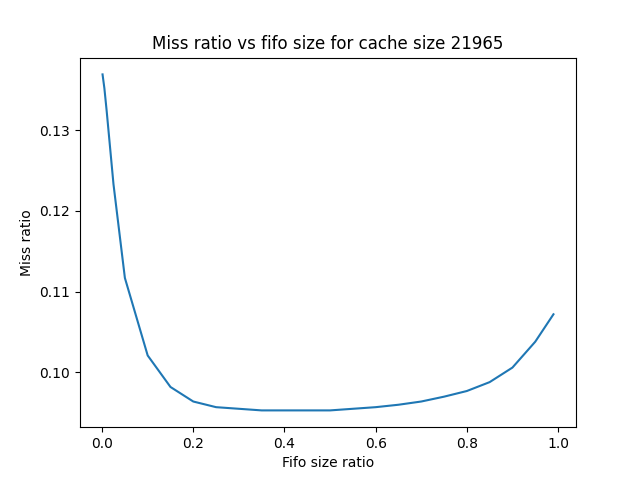 Miss ratio vs fifo size for cache size 21965
Miss ratio
0.13
0.12
0.11
0.10
0.0 0.2 0.4 0.6 0.8 1.0
Fifo size ratio